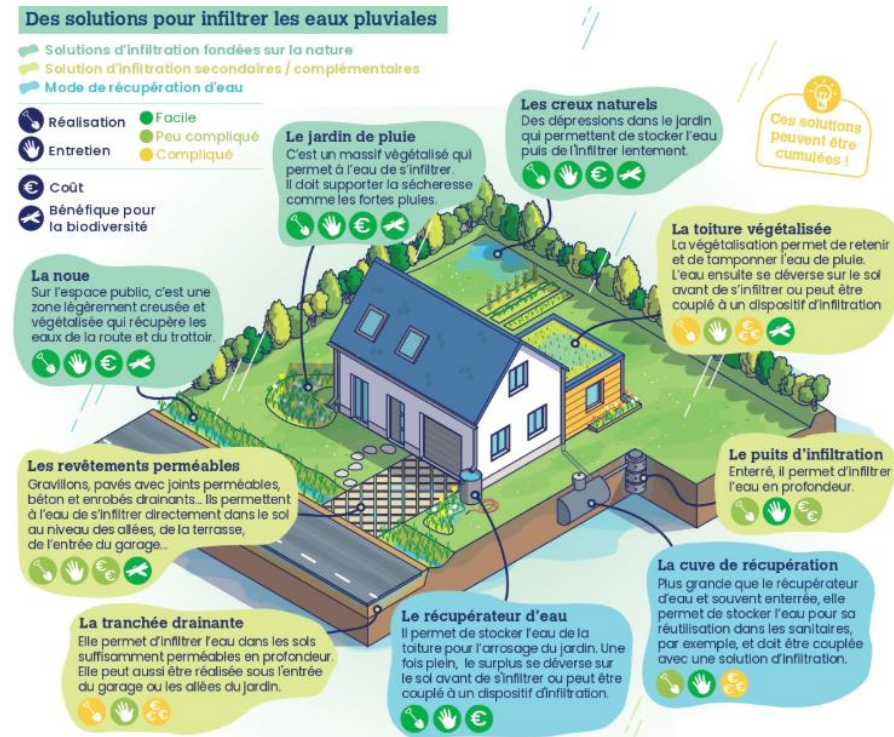 Des solutions pour infiltrer les eaux pluviales
Solutions d'infiltration fondées sur la nature
Solution d'infiltration secondaires / complémentaires
Mode de récupération d'eau
Réalisation
Entretien
Facile
Peu compliqué
Compliqué
€ Coût
Bénéfique pour
la biodiversité
Le jardin de pluie
C'est un massif végétalisé qui
permet à l'eau de s'infiltrer.
Il doit supporter la sécheresse
comme les fortes pluies.
€
Les creux naturels
Des dépressions dans le jardin
qui permettent de stocker l'eau
puis de l'infiltrer lentement.
€
Ces solutions
peuvent être
cumulées !
La toiture végétalisée
La végétalisation permet de retenir
et de tamponner l'eau de pluie.
L'eau ensuite se déverse sur le sol
avant de s'infiltrer ou peut être
couplé à un dispositif d'infiltration
€€€
La noue
Sur l'espace public, c'est une
zone légèrement creusée et
végétalisée qui récupère les
eaux de la route et du trottoir.
€
Les revêtements perméables
Gravillons, pavés avec joints perméables,
béton et enrobés drainants... Ils permettent
à l'eau de s'infiltrer directement dans le sol
au niveau des allées, de la terrasse,
de l'entrée du garage...
€€
Le puits d'infiltration
Enterré, il permet d'infiltrer
l'eau en profondeur.
€€
La tranchée drainante
Elle permet d'infiltrer l'eau dans les sols
suffisamment perméables en profondeur.
Elle peut aussi être réalisée sous l'entrée
du garage ou les allées du jardin.
€€€
Le récupérateur d'eau
Il permet de stocker l'eau de la
toiture pour l'arrosage du jardin. Une
fois plein, le surplus se déverse sur
le sol avant de s'infiltrer ou peut être
couplé à un dispositif d'infiltration.
€
La cuve de récupération
Plus grande que le récupérateur
d'eau et souvent enterrée, elle
permet de stocker l'eau pour sa
réutilisation dans les sanitaires,
par exemple, et doit être couplée
avec une solution d'infiltration.
€€€